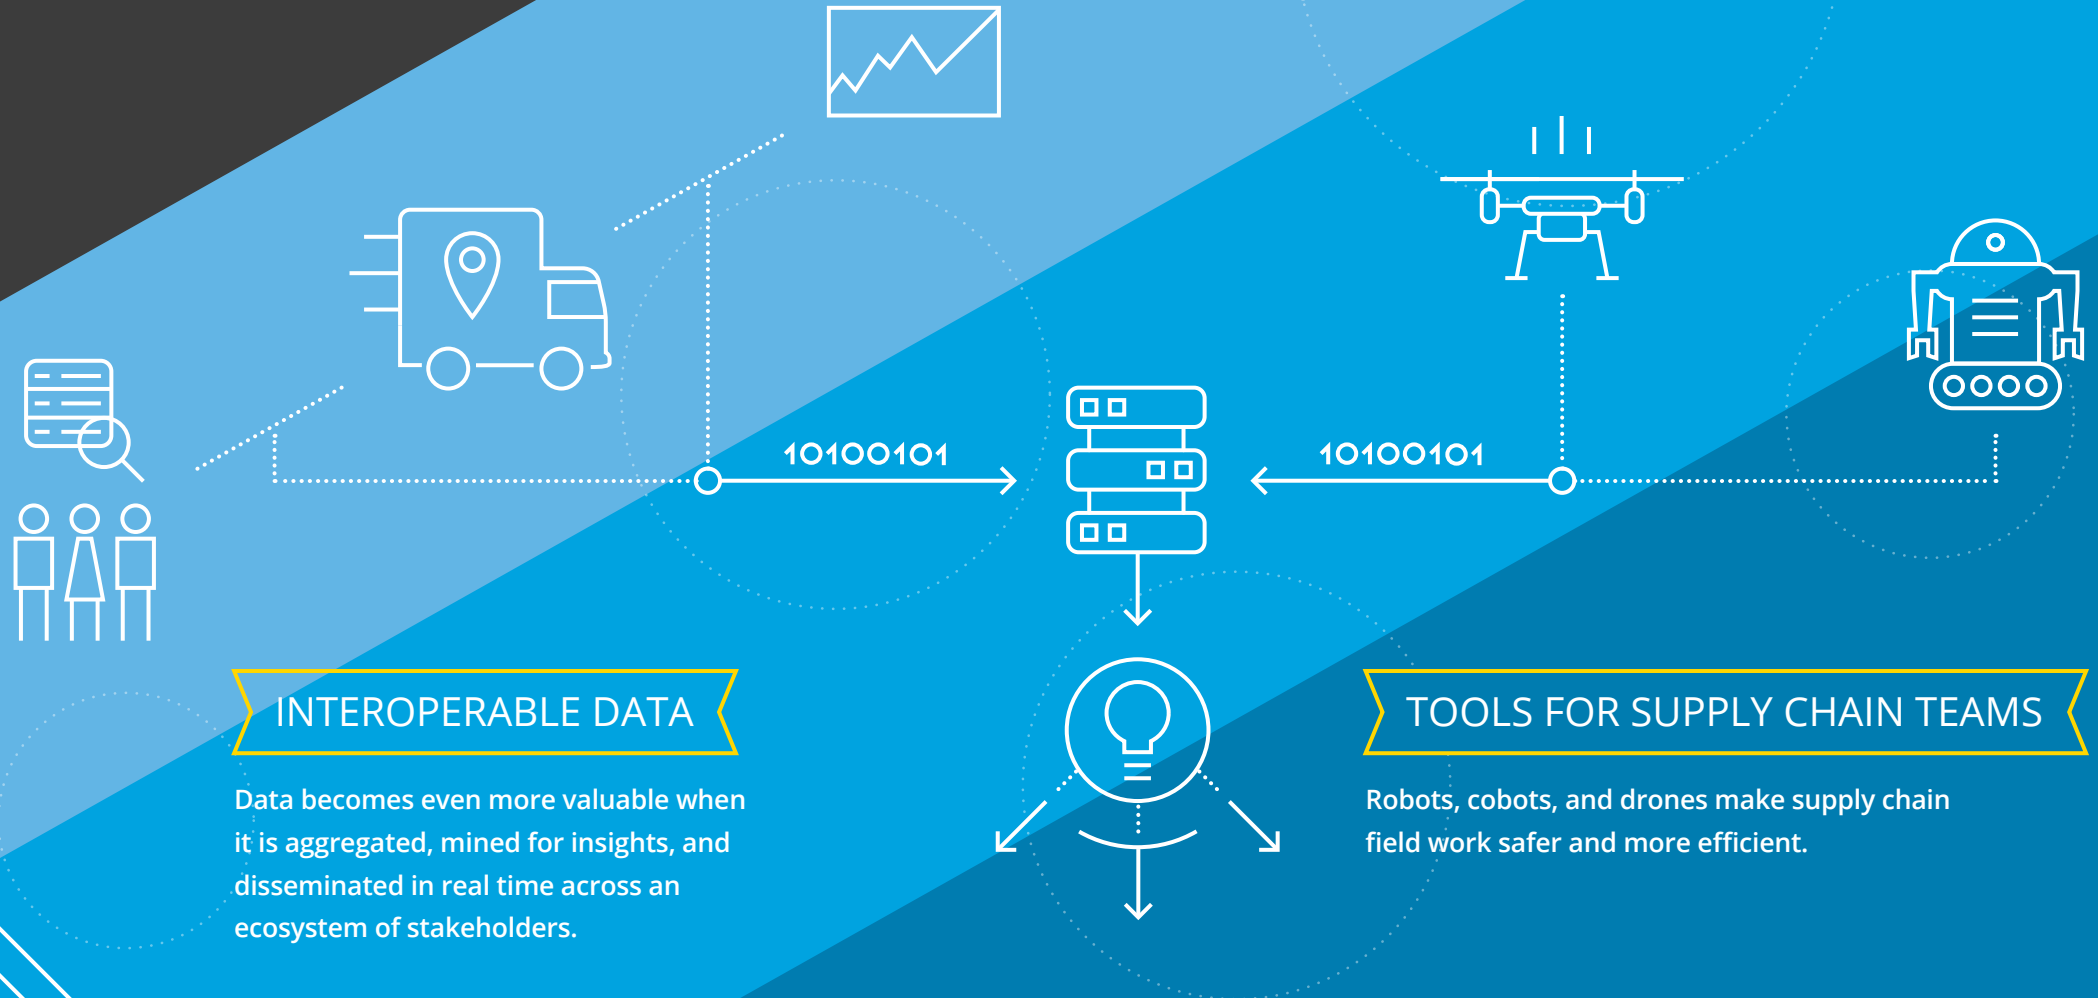 10100101
10100101
INTEROPERABLE DATA
Data becomes even more valuable when
it is aggregated, mined for insights, and
disseminated in real time across an
ecosystem of stakeholders.
TOOLS FOR SUPPLY CHAIN TEAMS
Robots, cobots, and drones make supply chain
field work safer and more efficient.